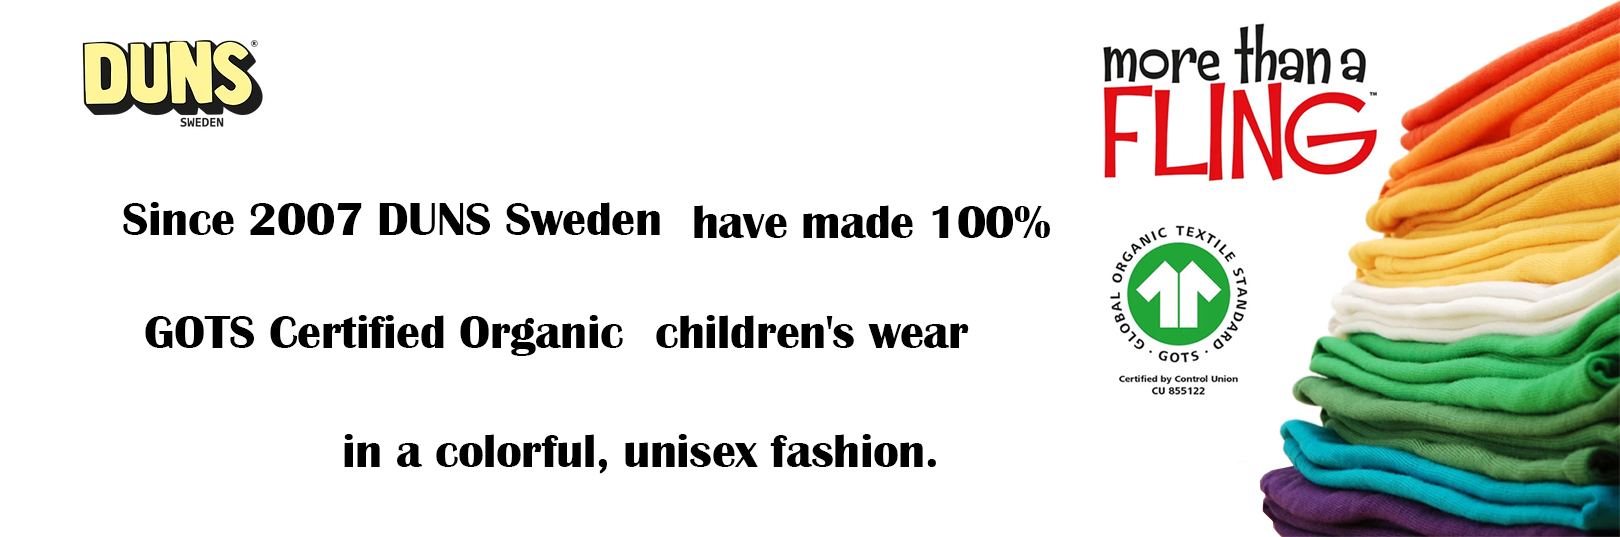 DUNS®
SWEDEN
more than a
FLING™
Since 2007 DUNS Sweden have made 100%
GOTS Certified Organic children's wear
in a colorful, unisex fashion.
GLOBAL ORGANIC TEXTILE STANDARD · GOTS ·
Certified by Control Union
CU 855122